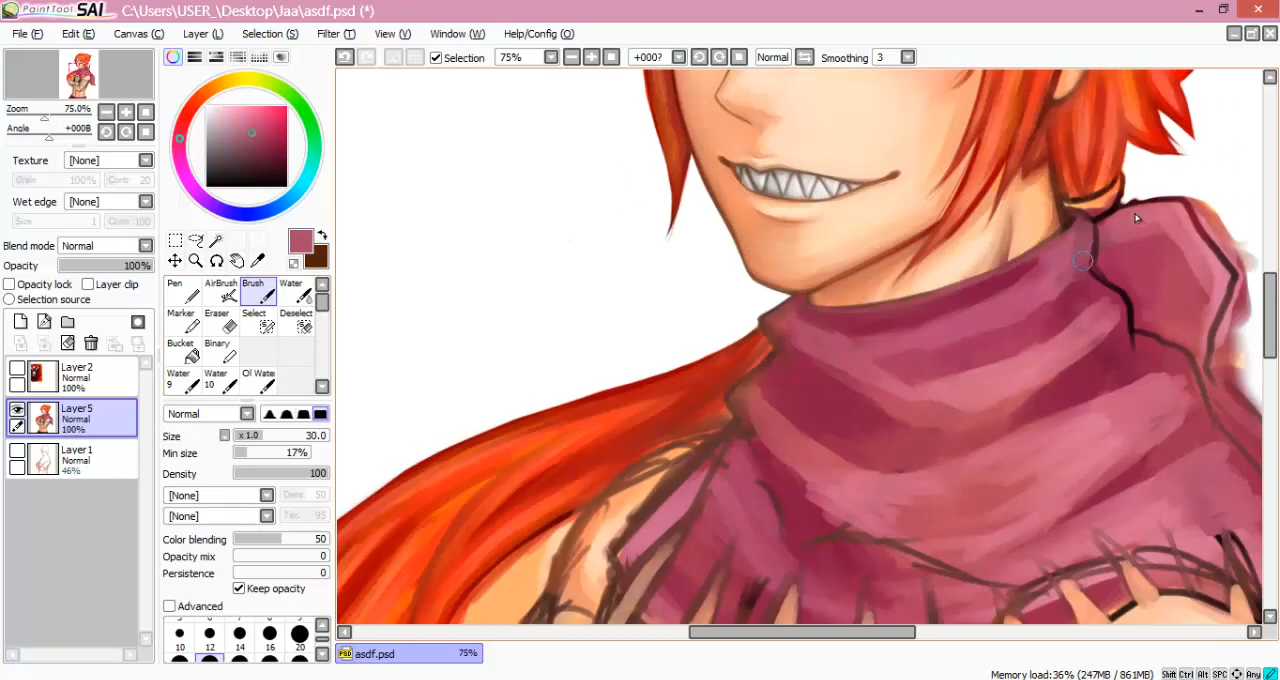 PaintTool SAI C:\Users\USER_\Desktop\Jaa\asdf.psd (*)
File (F) Edit (E) Canvas (C) Layer (L) Selection (S) Filter (T) View (V) Window (W) Help/Config (O)
Selection 75% +000? Normal Smoothing 3
Zoom 75.0%
Angle +000B
Texture [None]
Grain 100% Contr 20
Wet edge [None]
Size 1 Contr 100
Blend mode Normal
Opacity 100%
Opacity lock Layer clip
Selection source
Layer2
Normal
100%
Layer5
Normal
100%
Layer1
Normal
46%
Pen AirBrush Brush Water
Marker Eraser Select Deselect
Bucket Binary
Water 9 Water 10 Ol Wate
Normal
Size x 1.0 30.0
Min size 17%
Density 100
[None] Dens 50
[None] Tex. 95
Color blending 50
Opacity mix 0
Persistence 0
Keep opacity
Advanced
10 12 14 16 20
asdf.psd 75%
Memory load:36% (247MB / 861MB) Shift Ctrl Alt SPC Any